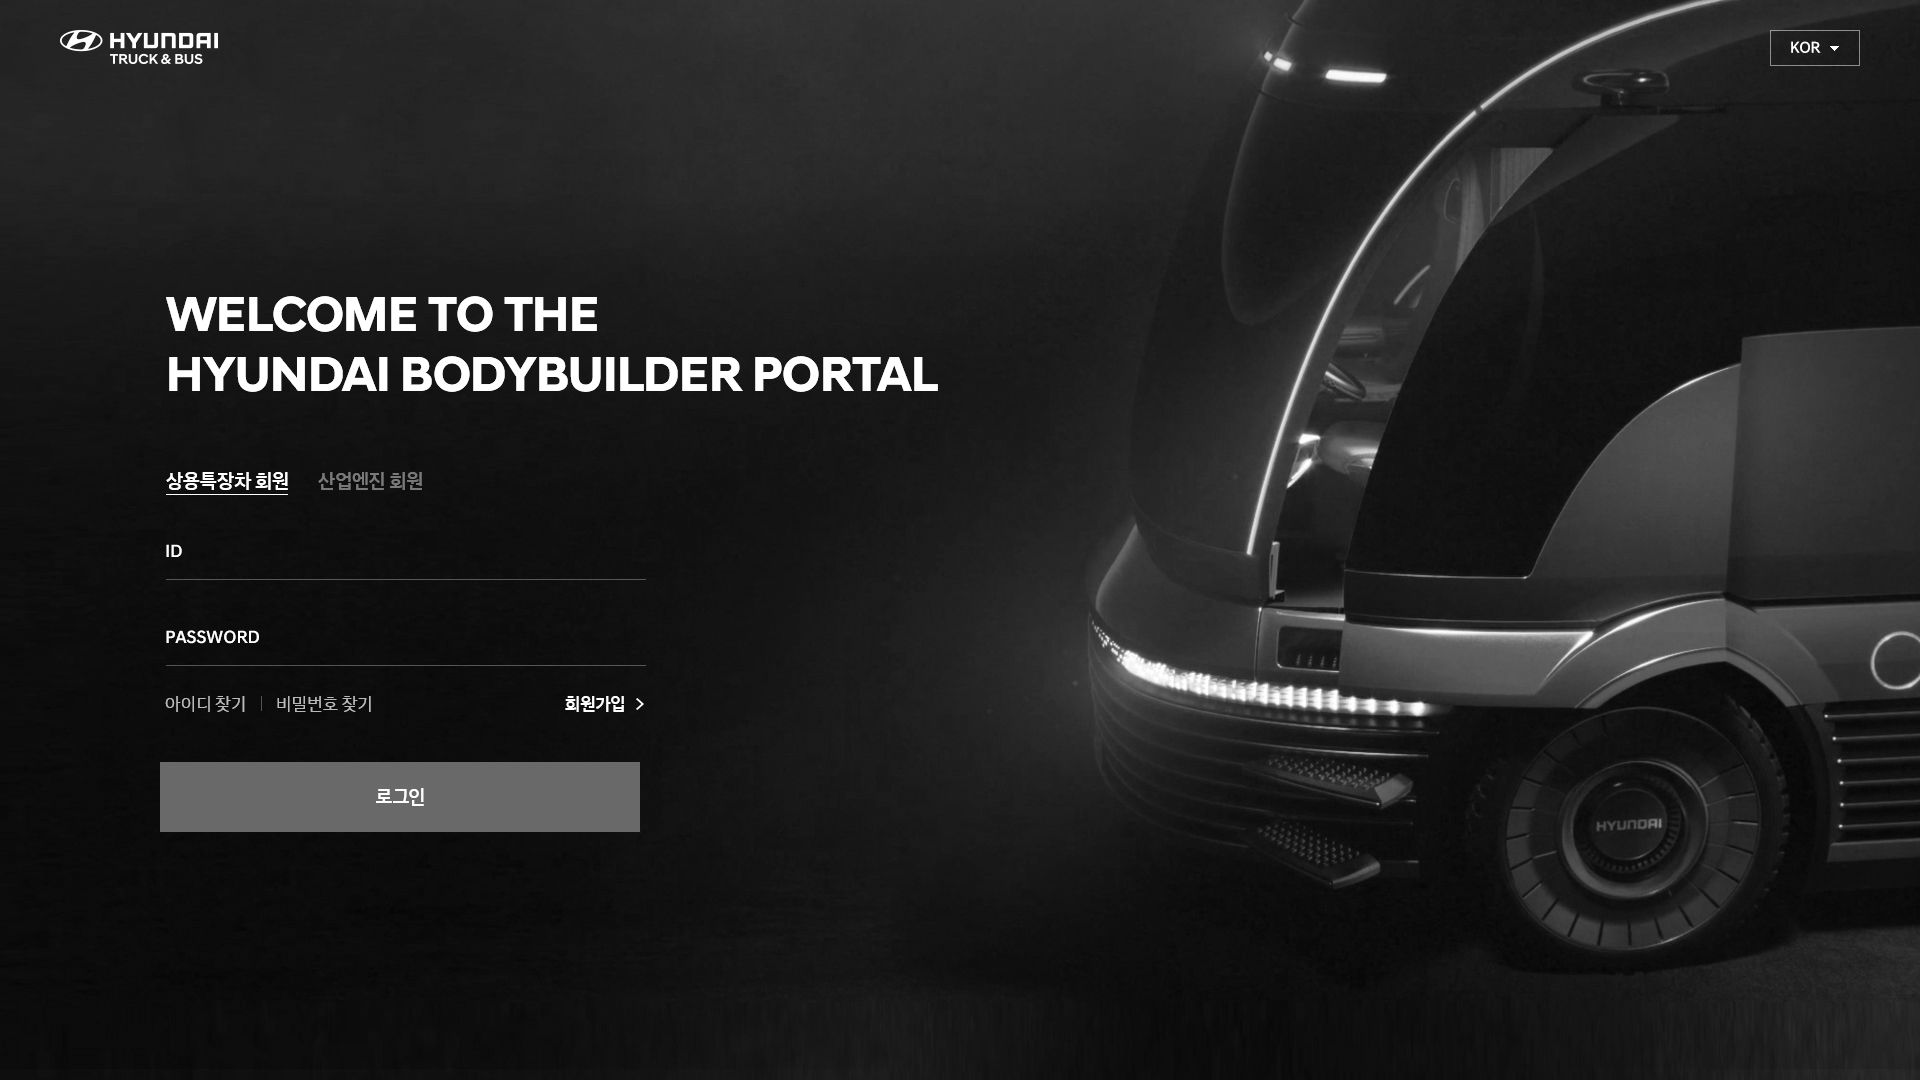 HYUNDAI
TRUCK & BUS
KOR
WELCOME TO THE
HYUNDAI BODYBUILDER PORTAL
상용특장차 회원 산업엔진 회원
ID
PASSWORD
아이디 찾기 비밀번호 찾기 회원가입
로그인
HYUNDAI